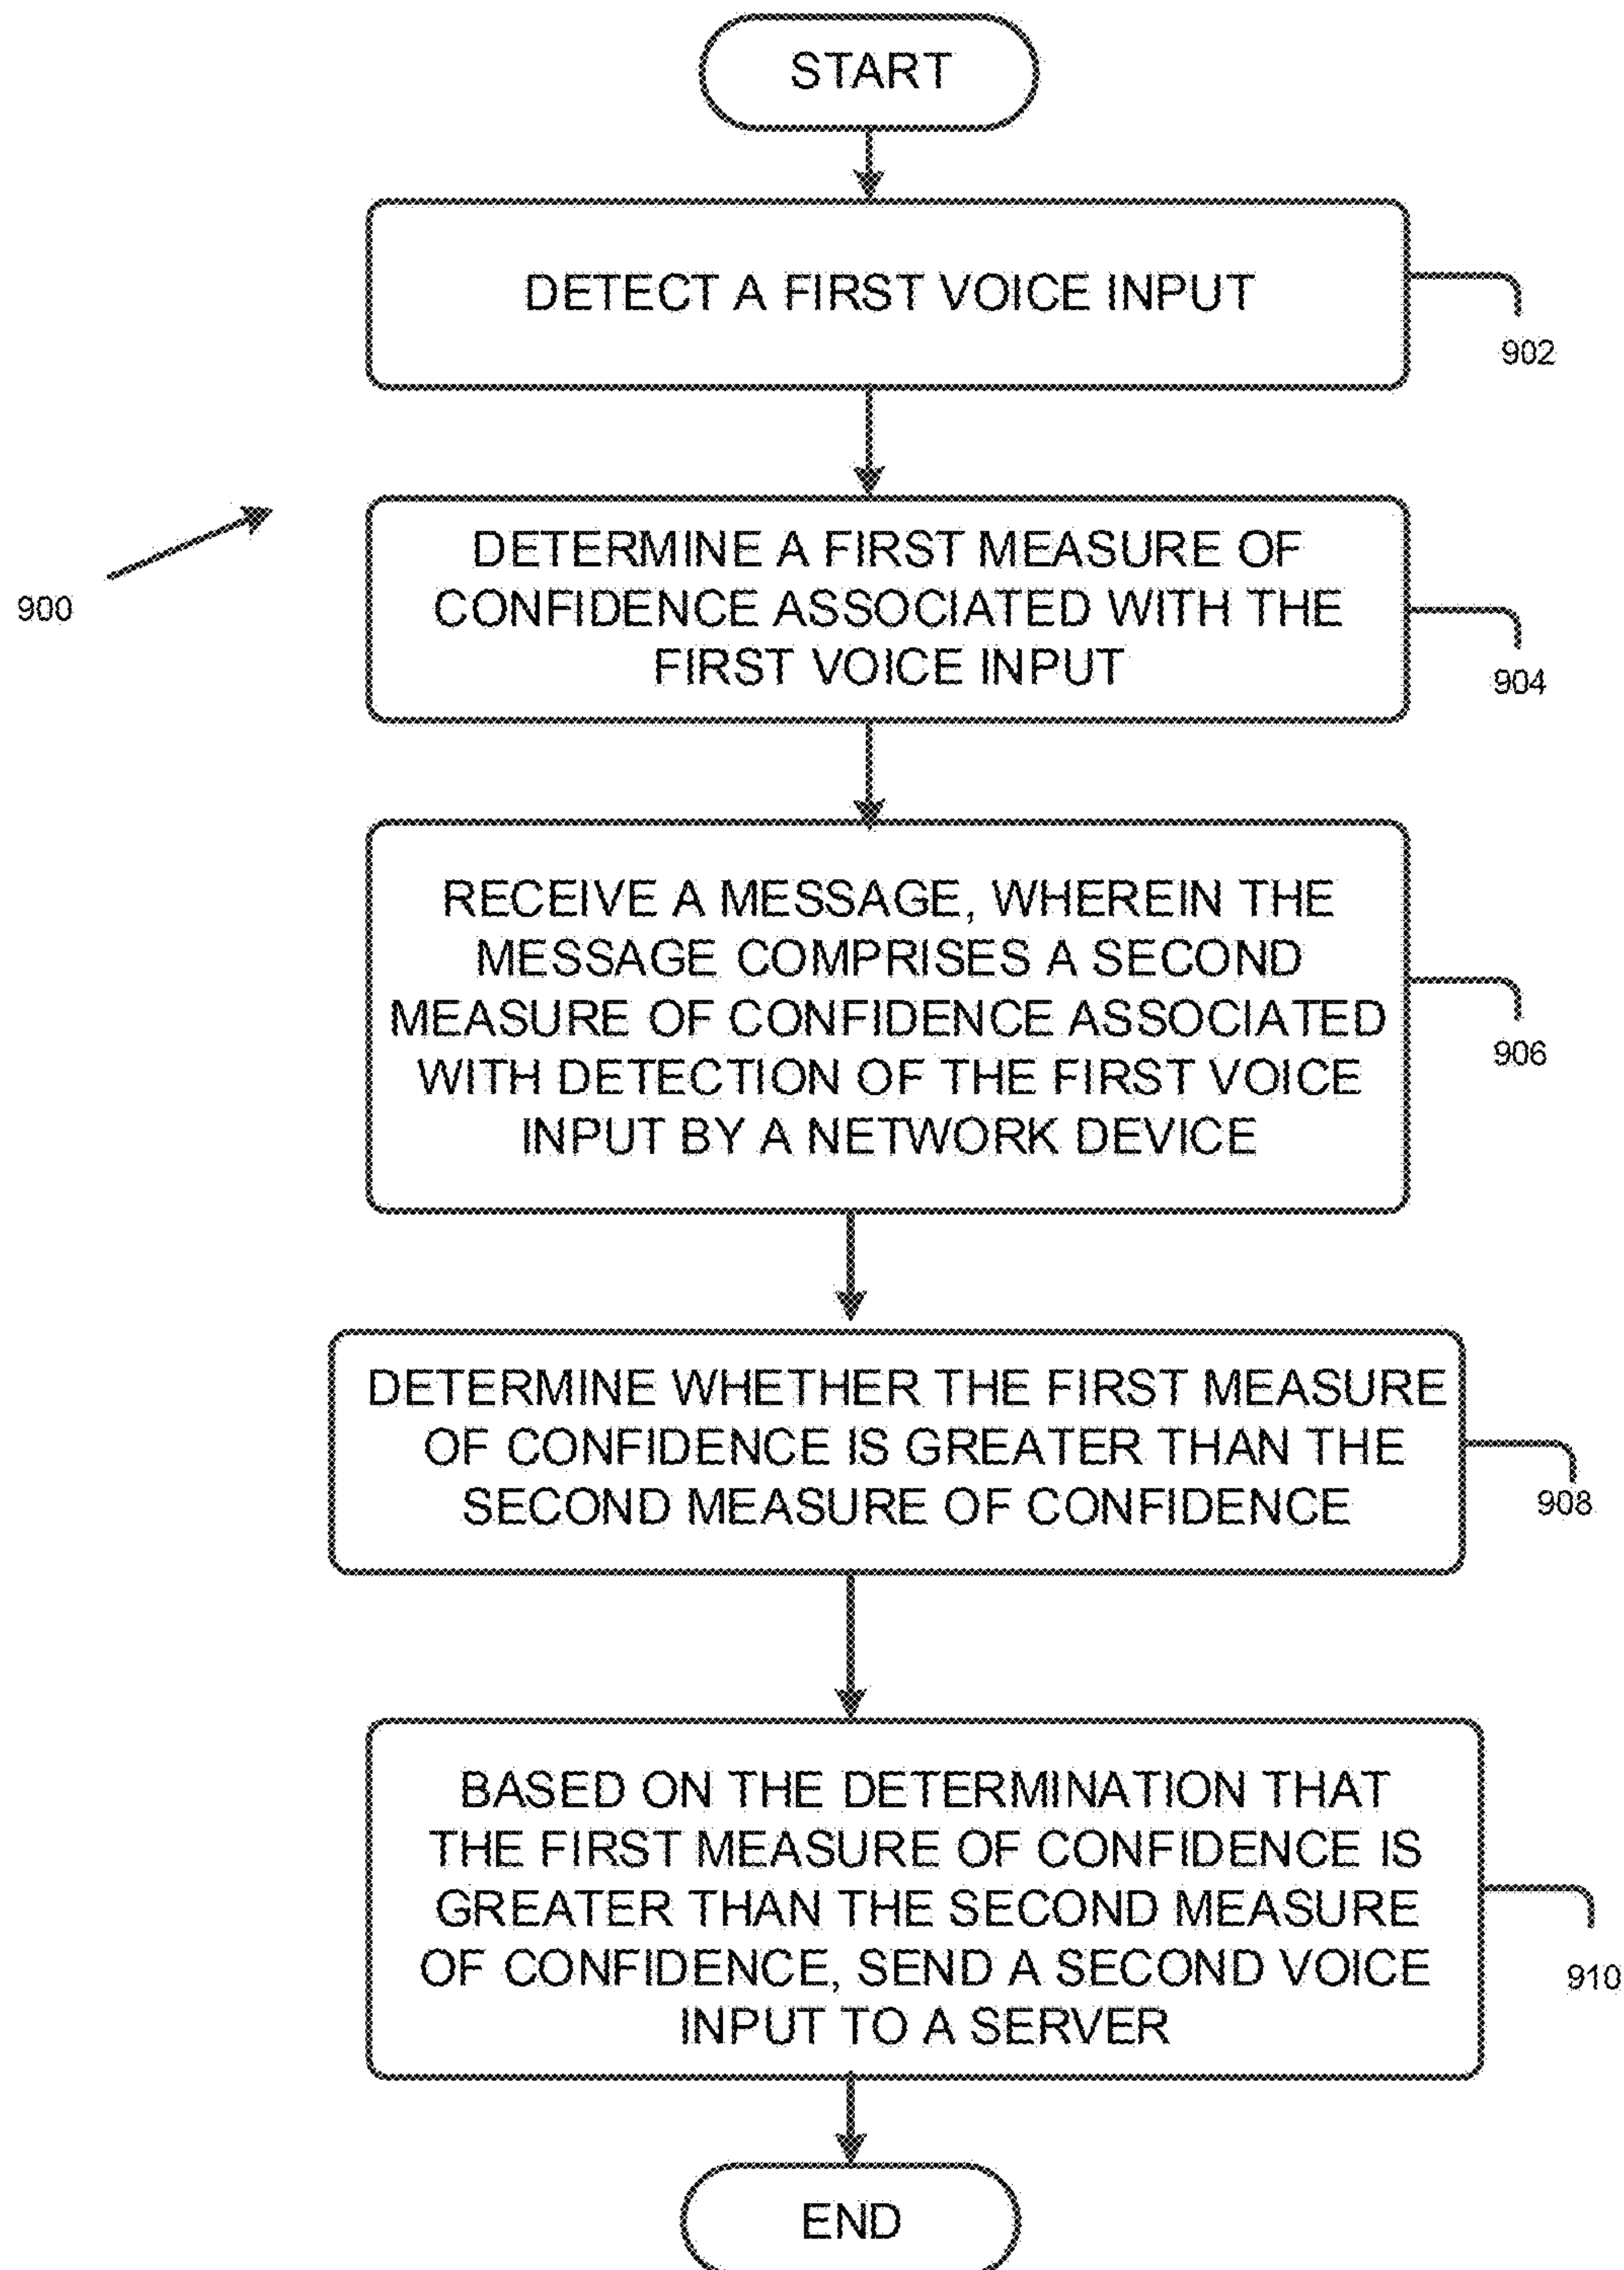 START
DETECT A FIRST VOICE INPUT
902
900
DETERMINE A FIRST MEASURE OF
CONFIDENCE ASSOCIATED WITH THE
FIRST VOICE INPUT
904
RECEIVE A MESSAGE, WHEREIN THE
MESSAGE COMPRISES A SECOND
MEASURE OF CONFIDENCE ASSOCIATED
WITH DETECTION OF THE FIRST VOICE
INPUT BY A NETWORK DEVICE
906
DETERMINE WHETHER THE FIRST MEASURE
OF CONFIDENCE IS GREATER THAN THE
SECOND MEASURE OF CONFIDENCE
908
BASED ON THE DETERMINATION THAT
THE FIRST MEASURE OF CONFIDENCE IS
GREATER THAN THE SECOND MEASURE
OF CONFIDENCE, SEND A SECOND VOICE
INPUT TO A SERVER
910
END